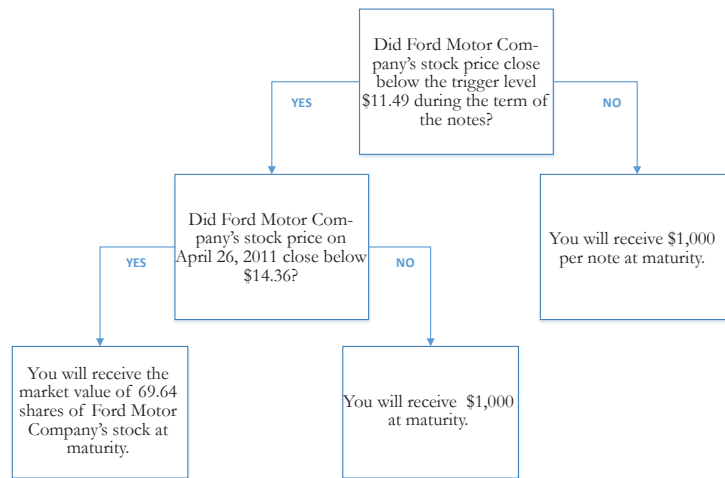 Did Ford Motor Com-
pany's stock price close
below the trigger level
$11.49 during the term of
the notes?
YES
NO
Did Ford Motor Com-
pany's stock price on
April 26, 2011 close below
$14.36?
You will receive $1,000
per note at maturity.
YES
NO
You will receive the
market value of 69.64
shares of Ford Motor
Company's stock at
maturity.
You will receive $1,000
at maturity.